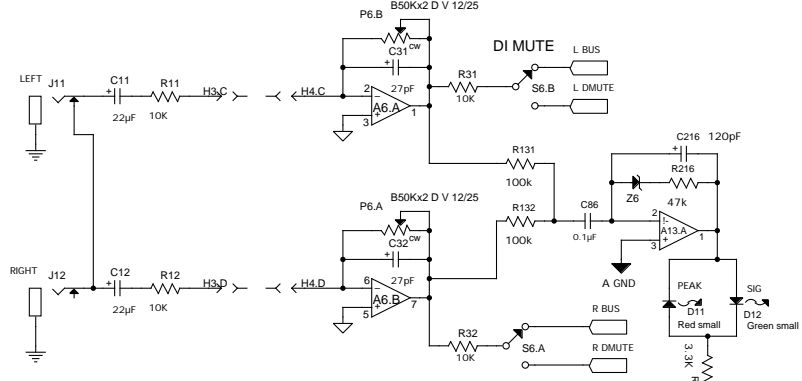 B50Kx2 D V 12/25
P6.B
C31 cw
DI MUTE
L BUS
LEFT
J11
C11
R11
H3.C
H4.C
2
27pF
A6.A
1
3
R31
10K
S6.B
L DMUTE
22µF
10K
C216
120pF
R131
R216
100k
B50Kx2 D V 12/25
Z6
47k
P6.A
R132
C86
2
C32 cw
100k
0.1µF
A13.A
1
3
RIGHT
J12
C12
R12
H3.D
H4.D
6
27pF
A6.B
7
5
A GND
22µF
10K
R BUS
PEAK
SIG
D11
Red small
D12
Green small
R32
10K
S6.A
R DMUTE
3.3K